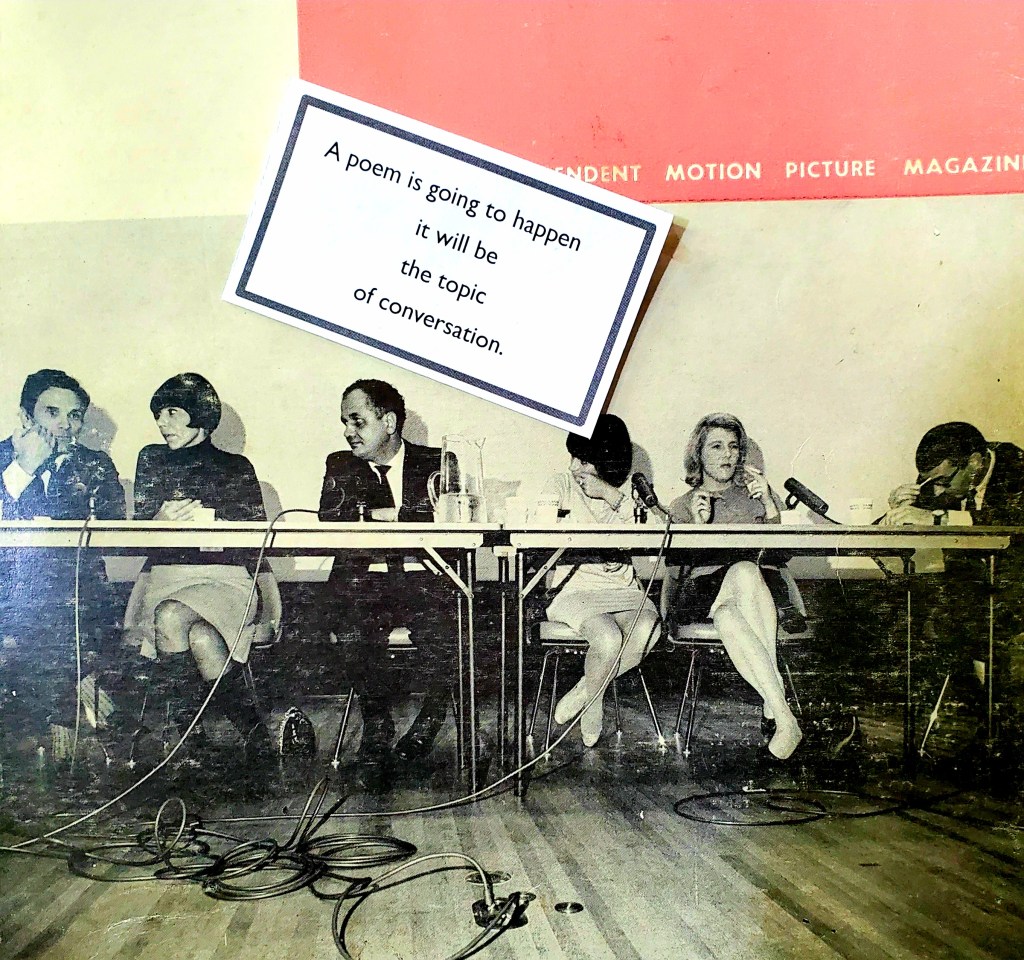 ENDENT MOTION PICTURE MAGAZIN
A poem is going to happen
it will be
the topic
of conversation.